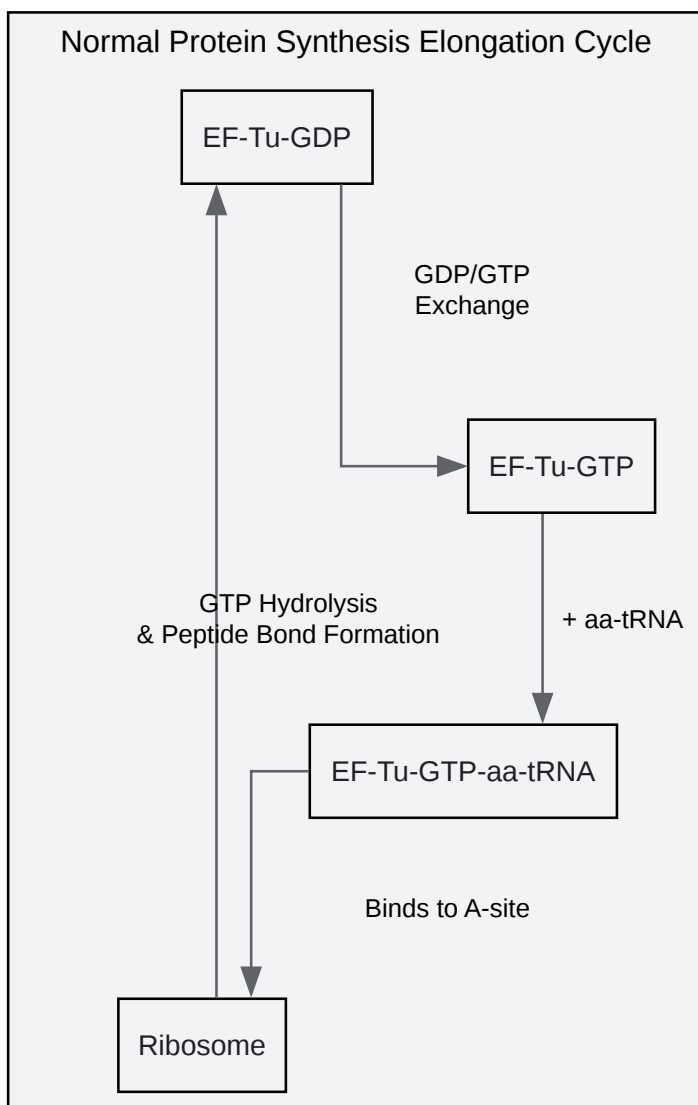 Normal Protein Synthesis Elongation Cycle
EF-Tu-GDP
GDP/GTP
Exchange
EF-Tu-GTP
GTP Hydrolysis
& Peptide Bond Formation
+ aa-tRNA
EF-Tu-GTP-aa-tRNA
Binds to A-site
Ribosome